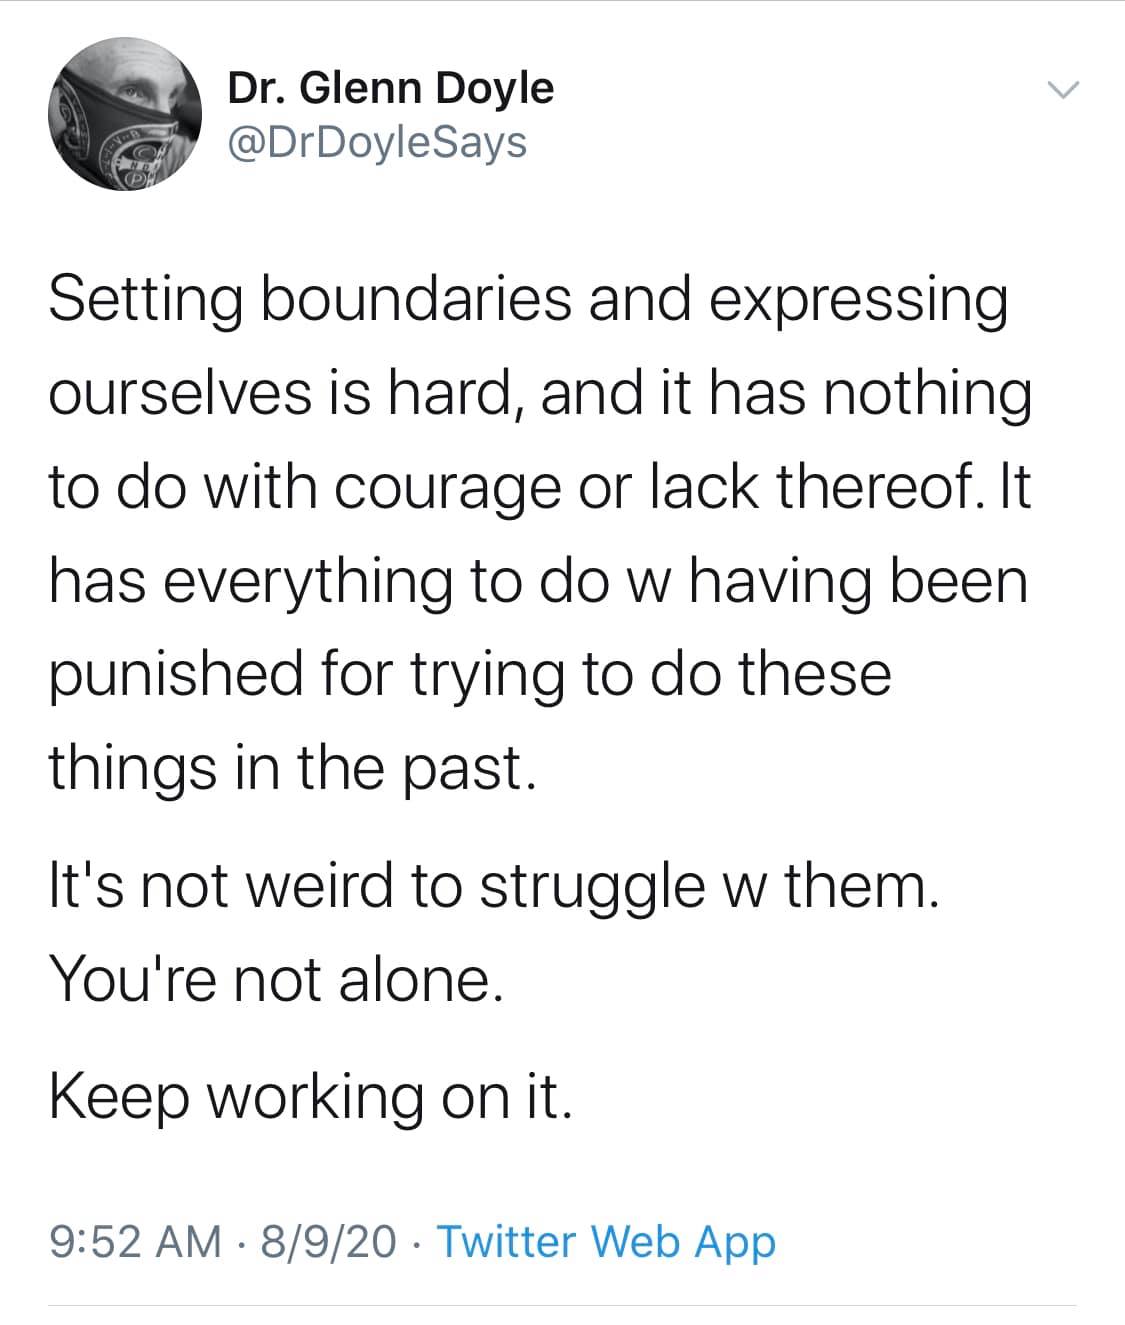 Dr. Glenn Doyle
@DrDoyleSays
Setting boundaries and expressing
ourselves is hard, and it has nothing
to do with courage or lack thereof. It
has everything to do w having been
punished for trying to do these
things in the past.
It's not weird to struggle w them.
You're not alone.
Keep working on it.
9:52 AM · 8/9/20 · Twitter Web App